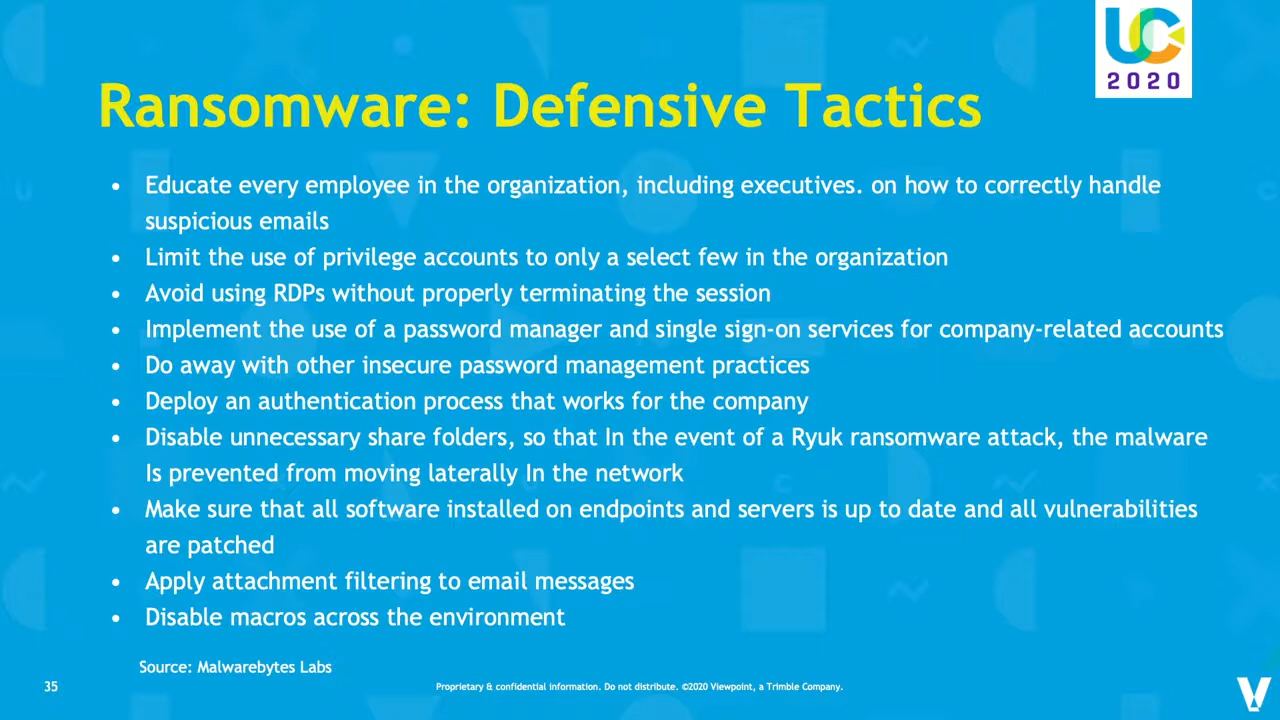 UC
2020
Ransomware: Defensive Tactics
• Educate every employee in the organization, including executives. on how to correctly handle
suspicious emails
• Limit the use of privilege accounts to only a select few in the organization
• Avoid using RDPs without properly terminating the session
• Implement the use of a password manager and single sign-on services for company-related accounts
• Do away with other insecure password management practices
• Deploy an authentication process that works for the company
• Disable unnecessary share folders, so that In the event of a Ryuk ransomware attack, the malware
Is prevented from moving laterally In the network
• Make sure that all software installed on endpoints and servers is up to date and all vulnerabilities
are patched
• Apply attachment filtering to email messages
• Disable macros across the environment
Source: Malwarebytes Labs
35
Proprietary & confidential information. Do not distribute. ©2020 Viewpoint, a Trimble Company.